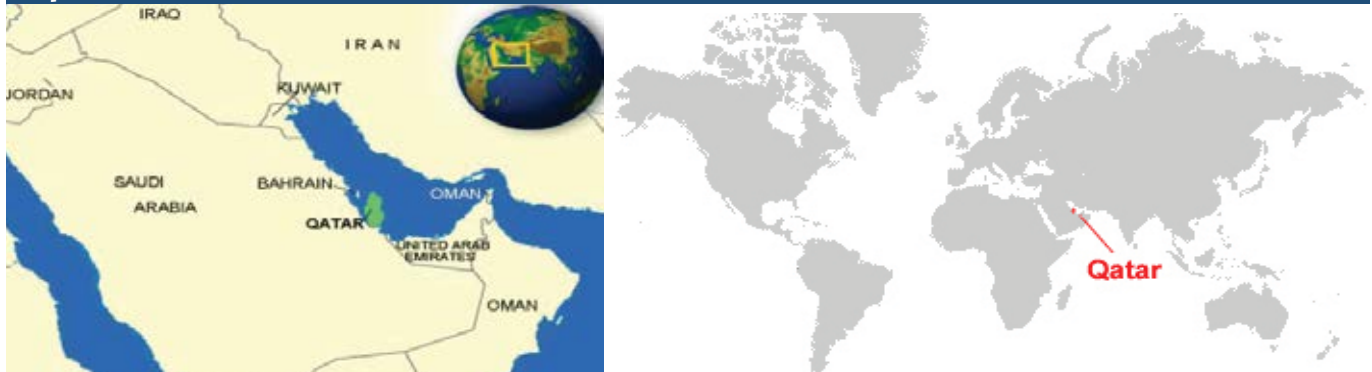 IRAQ
IRAN
JORDAN
KUWAIT
SAUDI
ARABIA
BAHRAIN
OMAN
QATAR
UNITED ARAB
EMIRATES
OMAN
Qatar